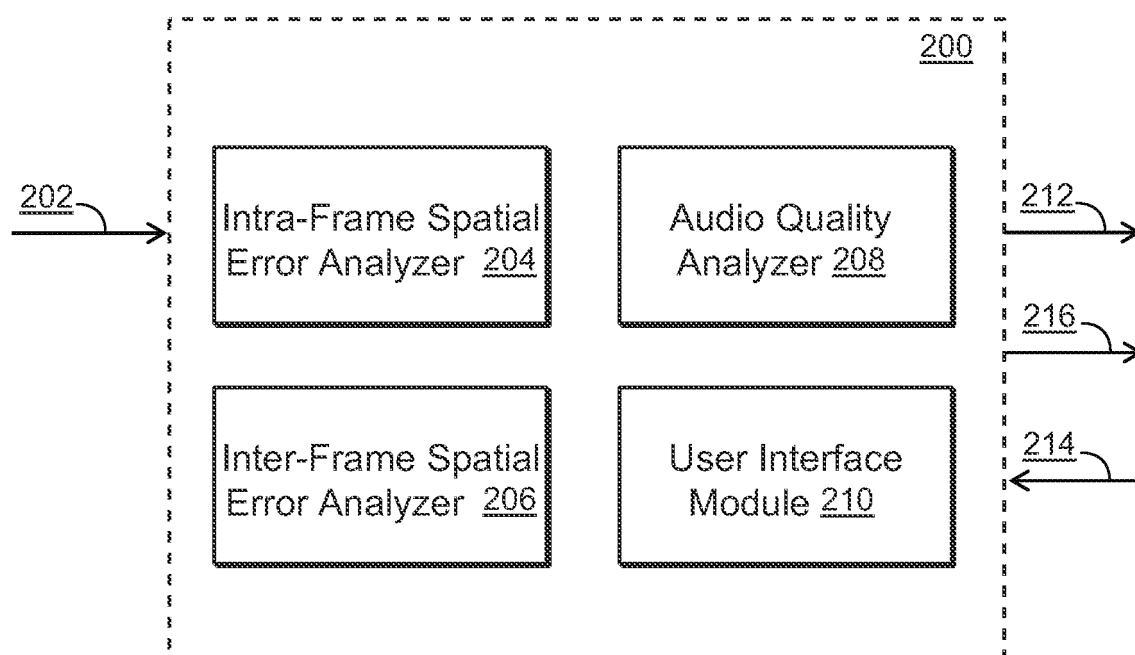 200
202
Intra-Frame Spatial
Error Analyzer 204
Audio Quality
Analyzer 208
212
216
Inter-Frame Spatial
Error Analyzer 206
User Interface
Module 210
214